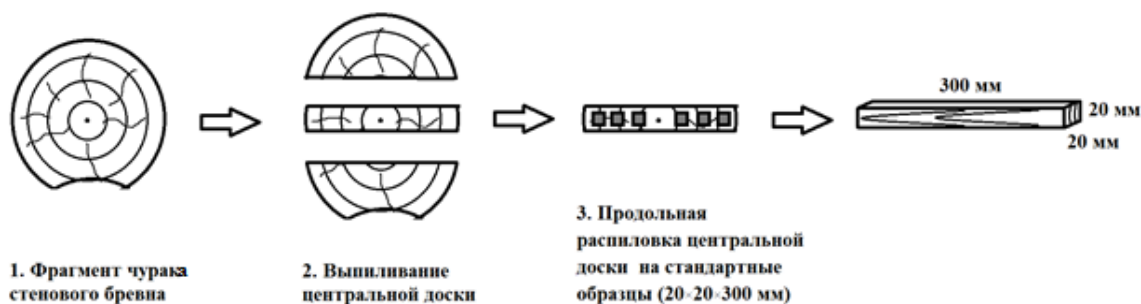 300 мм
20 мм
20 мм
1. Фрагмент чурака
стенового бревна
2. Выпиливание
центральной доски
3. Продольная
распиловка центральной
доски на стандартные
образцы (20×20×300 мм)